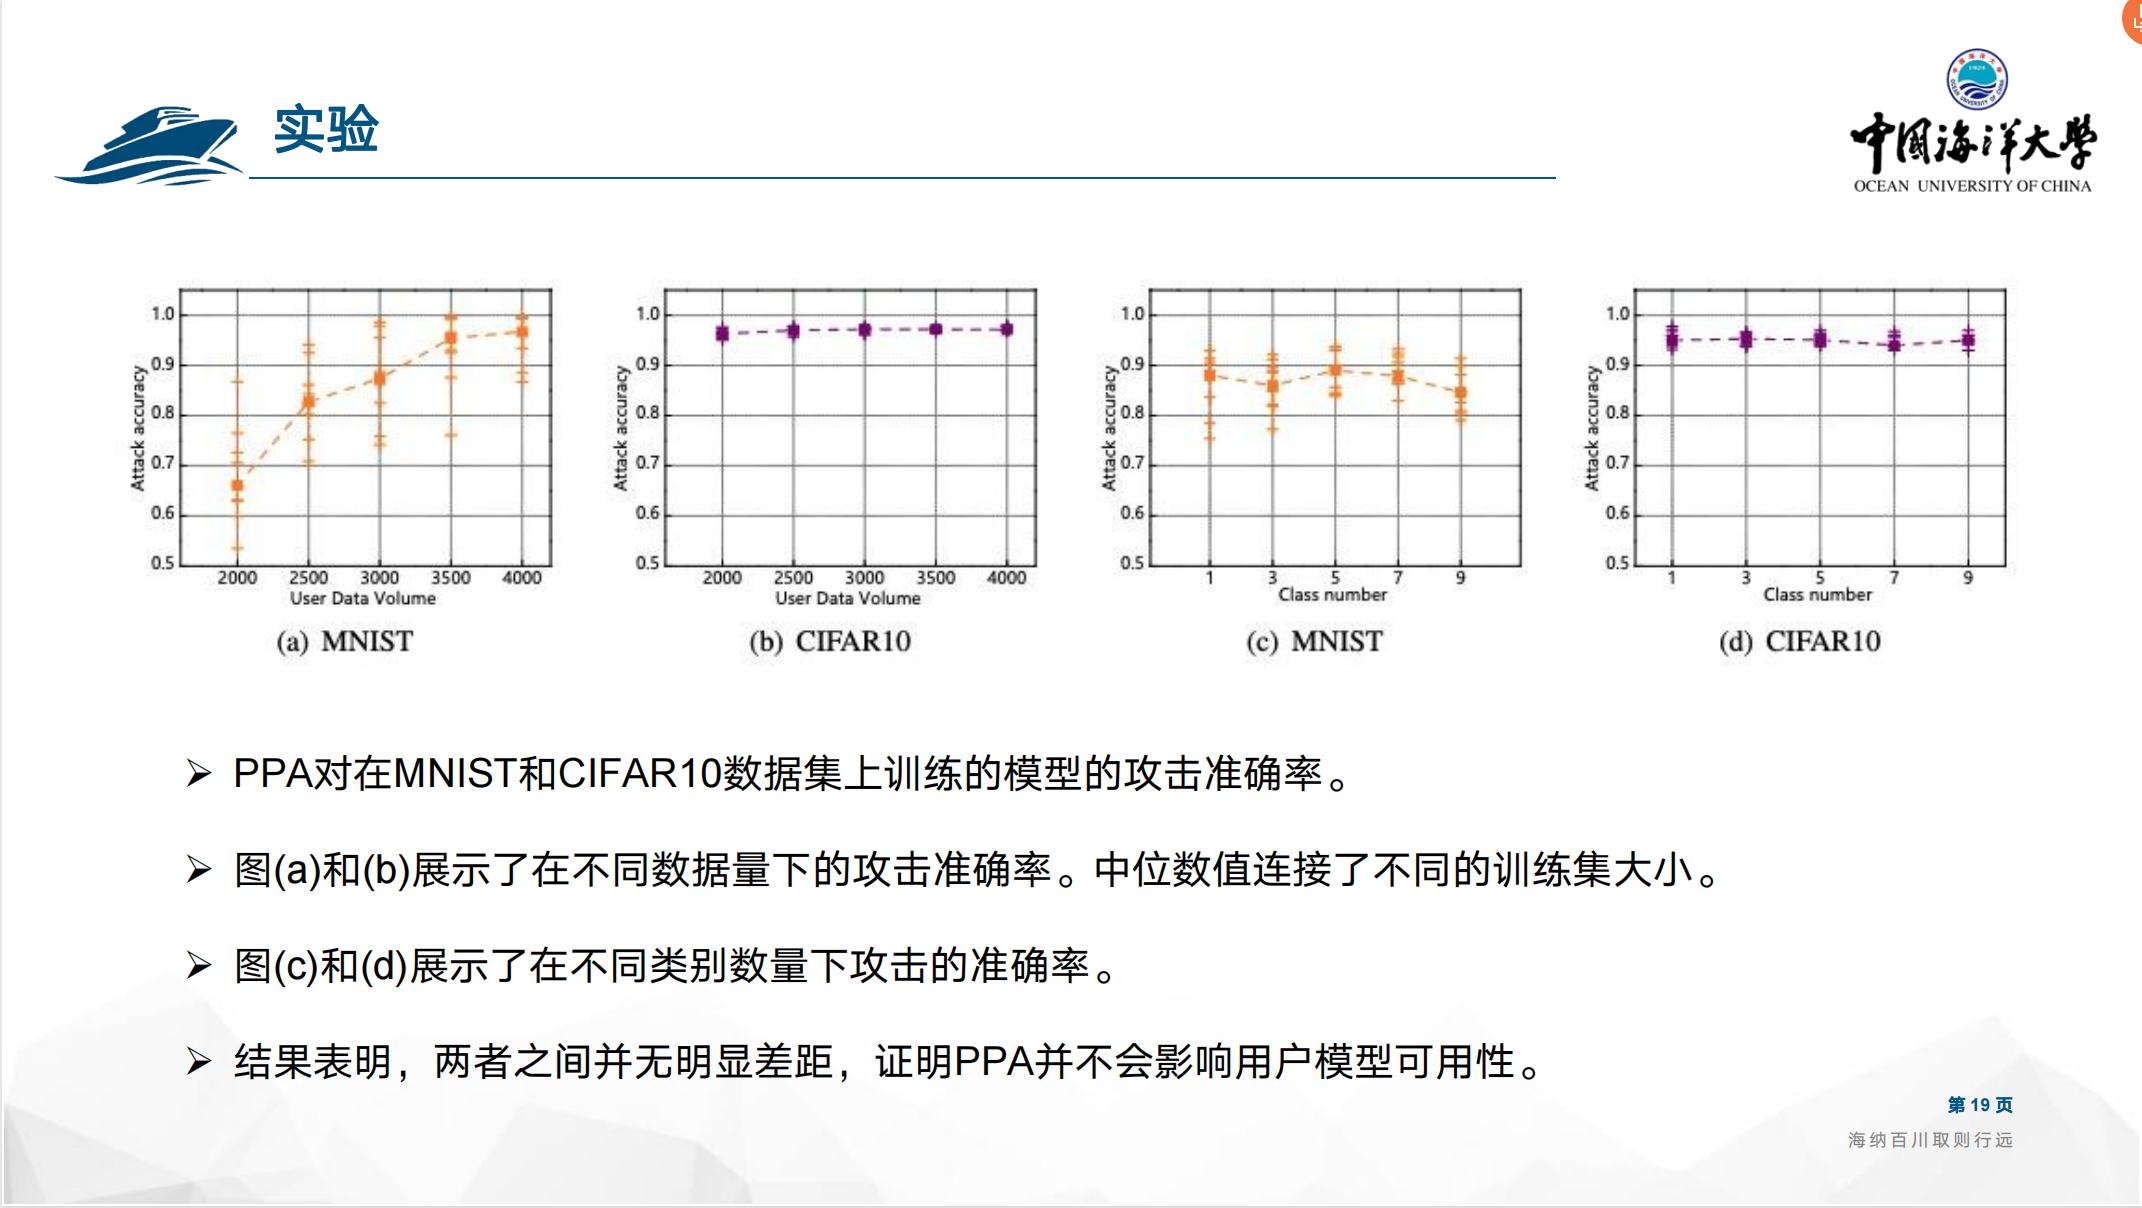 实验
中国海洋大学
OCEAN UNIVERSITY OF CHINA
Attack accuracy
1.0
0.9
0.8
0.7
0.6
0.5
2000 2500 3000 3500 4000
User Data Volume
(a) MNIST
Attack accuracy
1.0
0.9
0.8
0.7
0.6
0.5
2000 2500 3000 3500 4000
User Data Volume
(b) CIFAR10
Attack accuracy
1.0
0.9
0.8
0.7
0.6
0.5
1 3 5 7 9
Class number
(c) MNIST
Attack accuracy
1.0
0.9
0.8
0.7
0.6
0.5
1 3 5 7 9
Class number
(d) CIFAR10
➢ PPA对在MNIST和CIFAR10数据集上训练的模型的攻击准确率。
➢ 图(a)和(b)展示了在不同数据量下的攻击准确率。中位数值连接了不同的训练集大小。
➢ 图(c)和(d)展示了在不同类别数量下攻击的准确率。
➢ 结果表明，两者之间并无明显差距，证明PPA并不会影响用户模型可用性。
第 19 页
海纳百川取则行远